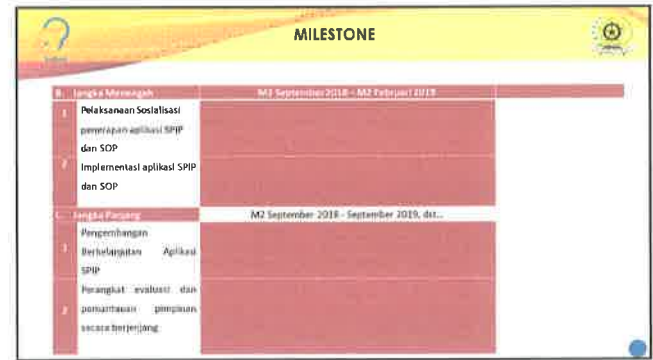 MILESTONE
B. Jangka Menengah M3 September 2018 – M2 Februari 2019
1 Pelaksanaan Sosialisasi
penerapan aplikasi SPIP
dan SOP
2 Implementasi aplikasi SPIP
dan SOP
C. Jangka Panjang M2 September 2018 - September 2019, dst...
Pengembangan
1 Berkelanjutan Aplikasi
SPIP
Perangkat evaluasi dan
2 pemantauan pimpinan
secara berjenjang